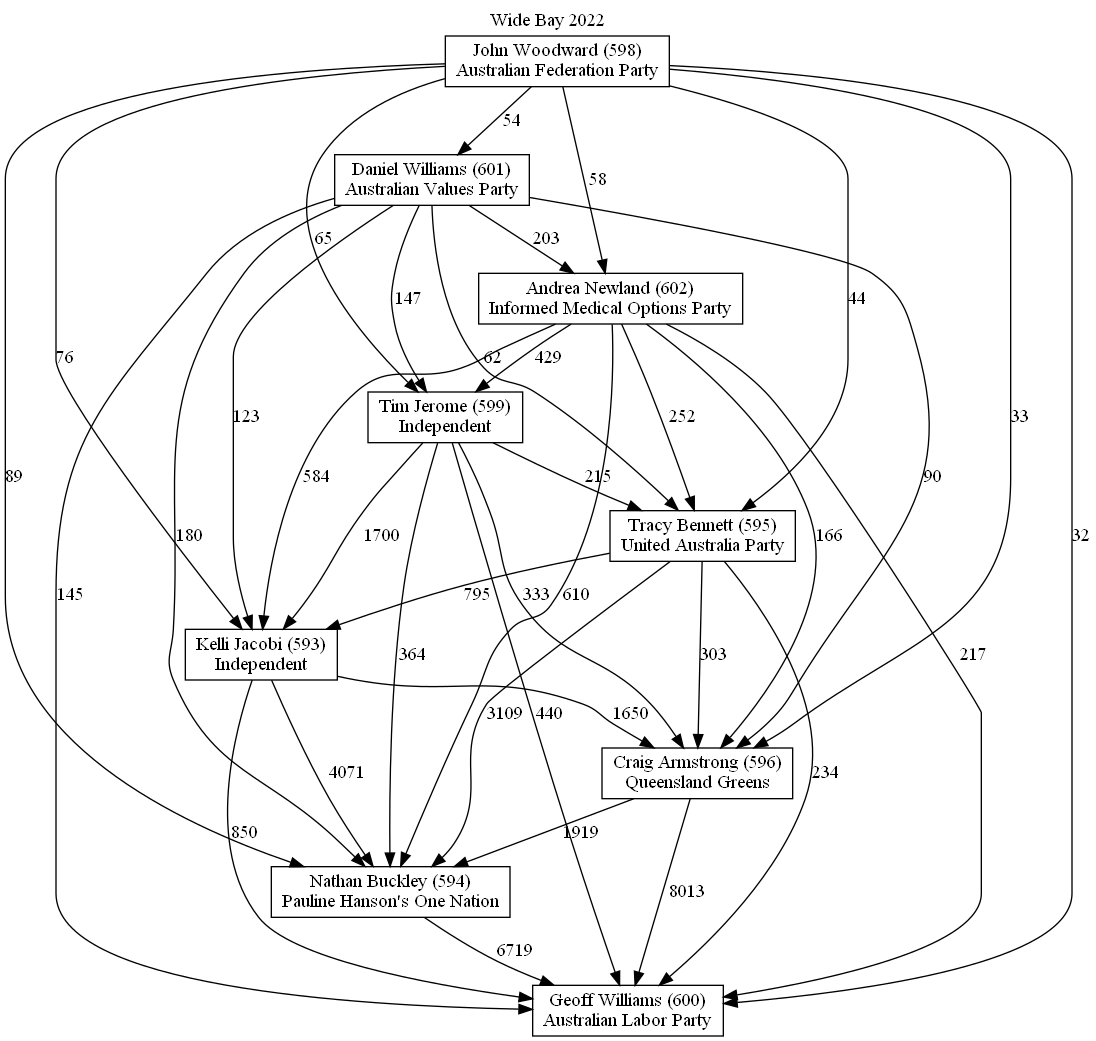 Wide Bay 2022
John Woodward (598)
Australian Federation Party
54
Daniel Williams (601)
Australian Values Party
58
65
203
Andrea Newland (602)
Informed Medical Options Party
147
44
76
62
429
Tim Jerome (599)
Independent
123
252
33
89
584
215
90
Tracy Bennett (595)
United Australia Party
180
1700
166
32
145
795
333
610
Kelli Jacobi (593)
Independent
364
303
217
3109
440
1650
Craig Armstrong (596)
Queensland Greens
4071
234
850
1919
Nathan Buckley (594)
Pauline Hanson's One Nation
8013
6719
Geoff Williams (600)
Australian Labor Party